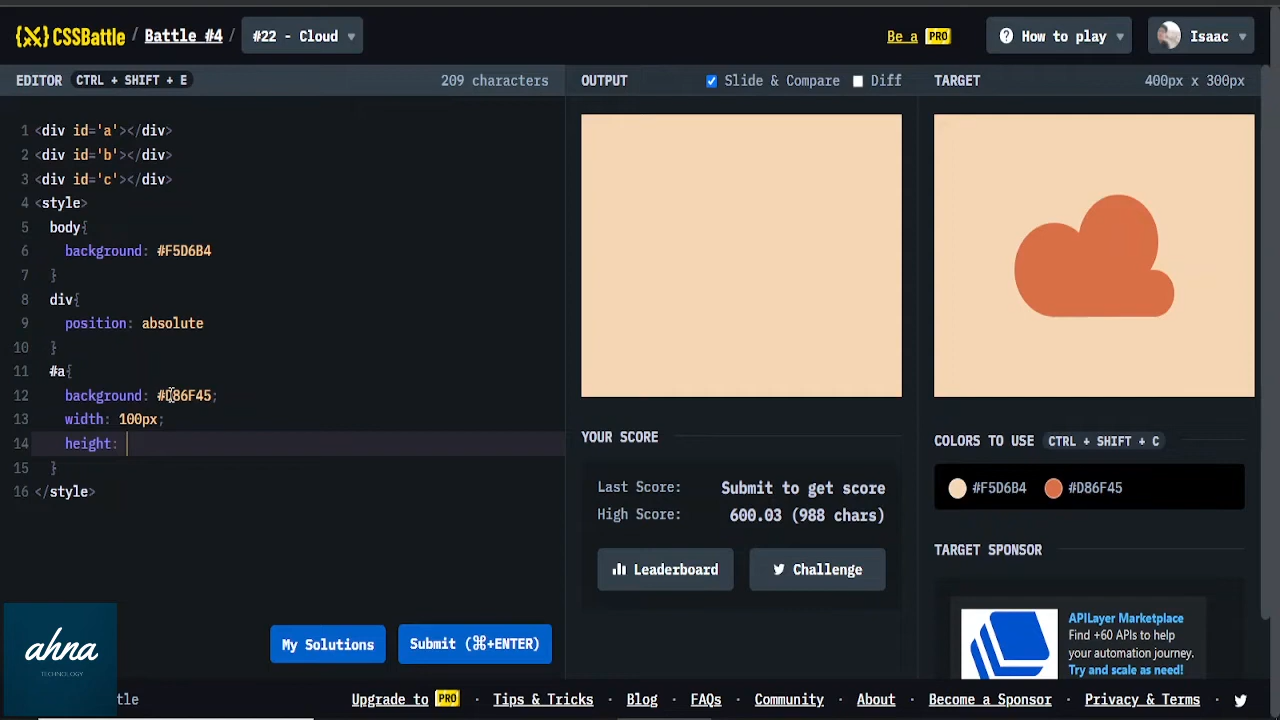 {X} CSSBattle / Battle #4 / #22 - Cloud ▾ Be a PRO ? How to play ▾ Isaac ▾
EDITOR CTRL + SHIFT + E 209 characters
OUTPUT Slide & Compare Diff
TARGET 400px x 300px
1 <div id='a'></div>
2 <div id='b'></div>
3 <div id='c'></div>
4 <style>
5 body{
6 background: #F5D6B4
7 }
8 div{
9 position: absolute
10 }
11 #a{
12 background: #D86F45;
13 width: 100px;
14 height:
15 }
16 </style>
YOUR SCORE
Last Score: Submit to get score
High Score: 600.03 (988 chars)
Leaderboard Challenge
COLORS TO USE CTRL + SHIFT + C
#F5D6B4 #D86F45
TARGET SPONSOR
APILayer Marketplace
Find +60 APIs to help
your automation journey.
Try and scale as need!
My Solutions Submit (⌘+ENTER)
ahna
TECHNOLOGY
tle Upgrade to PRO · Tips & Tricks · Blog · FAQs · Community · About · Become a Sponsor · Privacy & Terms ·